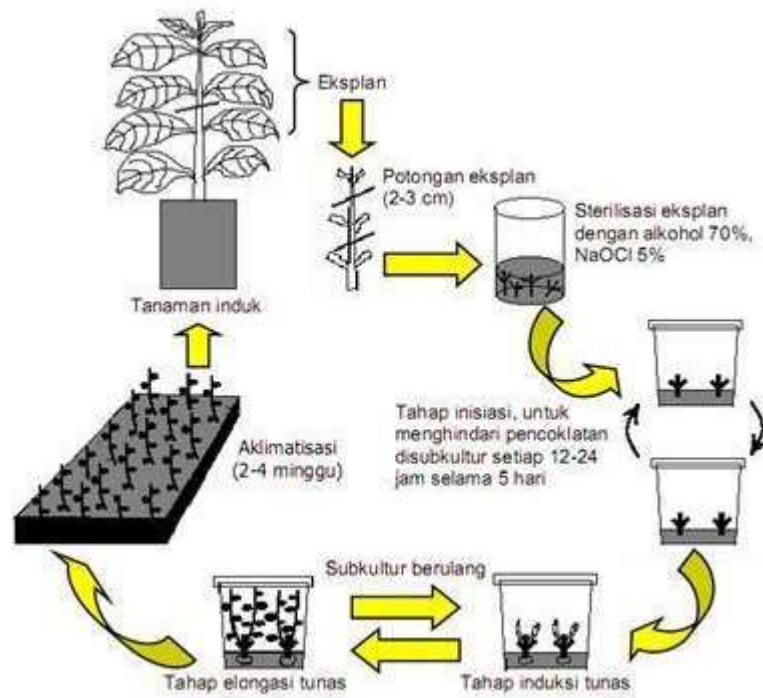 Eksplan
Potongan eksplan
(2-3 cm)
Sterilisasi eksplan
dengan alkohol 70%,
NaOCl 5%
Tanaman induk
Tahap inisiasi, untuk
menghindari pencoklatan
disubkultur setiap 12-24
jam selama 5 hari
Aklimatisasi
(2-4 minggu)
Subkultur berulang
Tahap elongasi tunas
Tahap induksi tunas